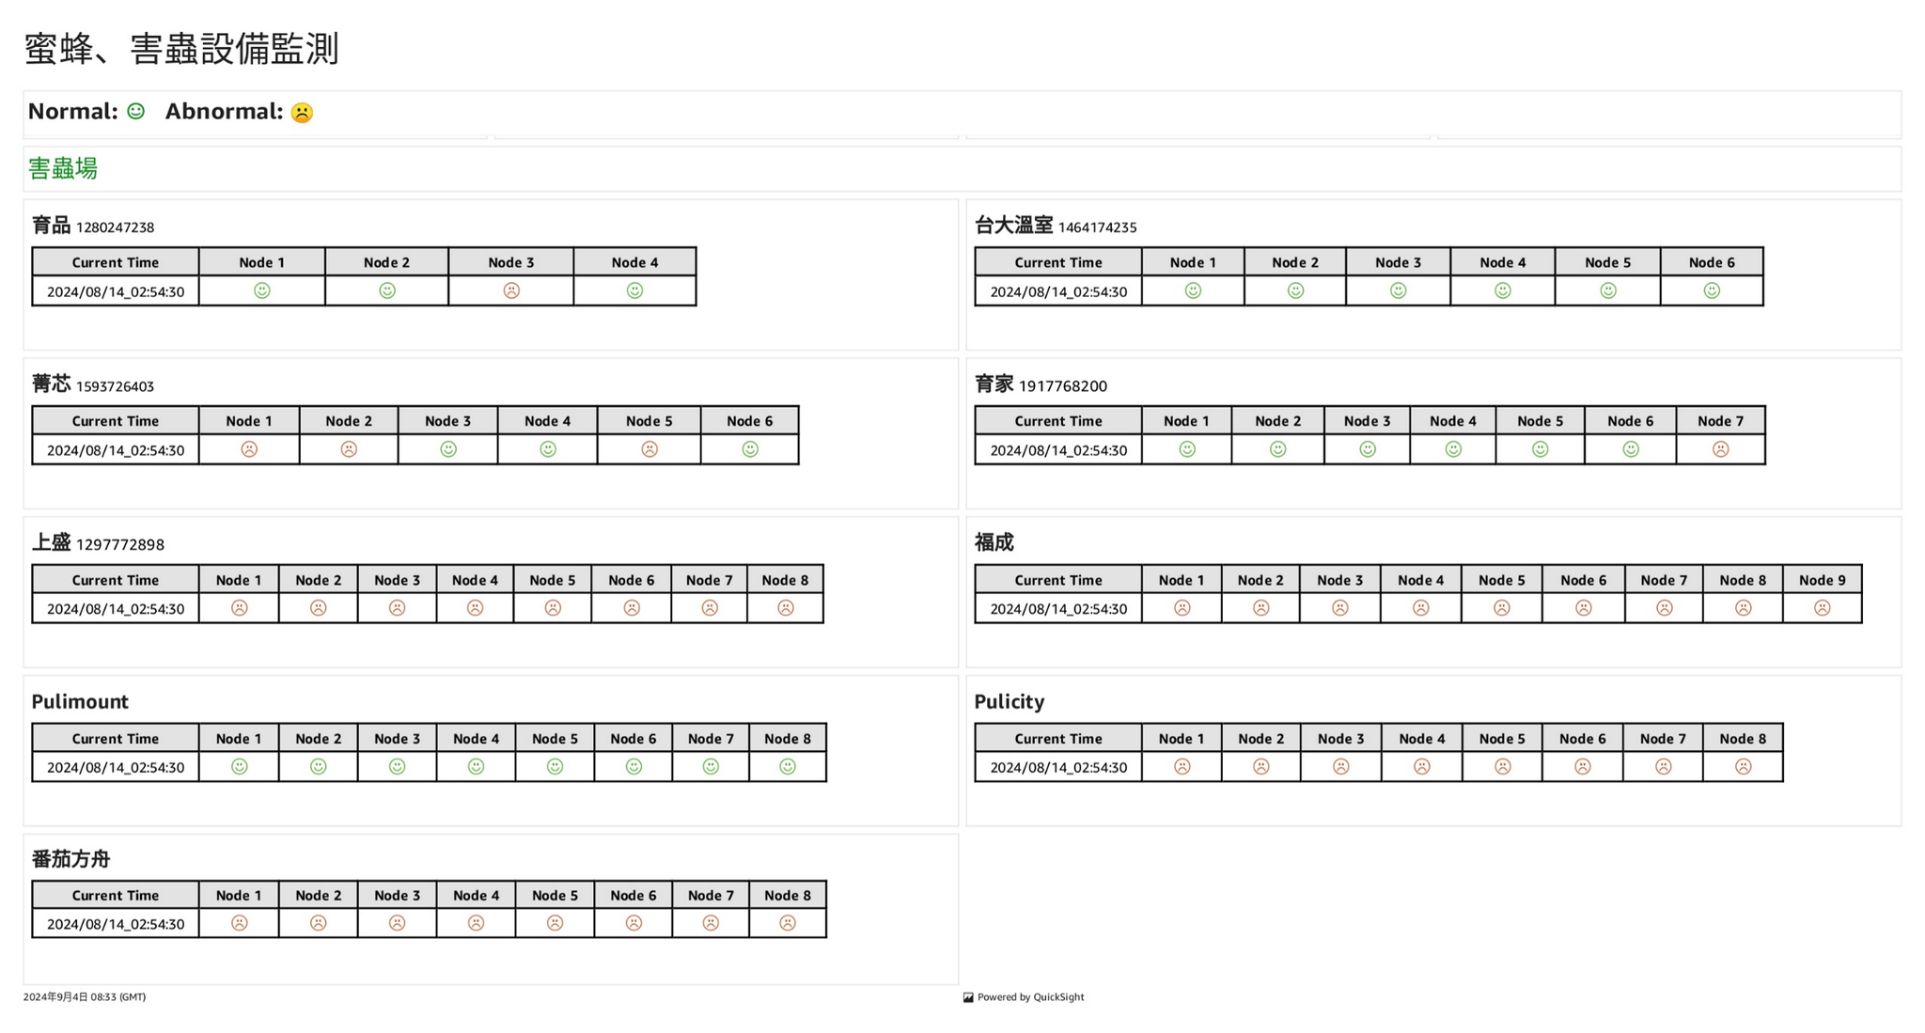 蜜蜂、害蟲設備監測
Normal: ☺ Abnormal: ☹
害蟲場
育品 1280247238
Current Time Node 1 Node 2 Node 3 Node 4
2024/08/14_02:54:30 ☺ ☺ ☹ ☺
台大溫室 1464174235
Current Time Node 1 Node 2 Node 3 Node 4 Node 5 Node 6
2024/08/14_02:54:30 ☺ ☺ ☺ ☺ ☺ ☺
菁芯 1593726403
Current Time Node 1 Node 2 Node 3 Node 4 Node 5 Node 6
2024/08/14_02:54:30 ☹ ☹ ☺ ☺ ☹ ☺
育家 1917768200
Current Time Node 1 Node 2 Node 3 Node 4 Node 5 Node 6 Node 7
2024/08/14_02:54:30 ☺ ☺ ☺ ☺ ☺ ☺ ☹
上盛 1297772898
Current Time Node 1 Node 2 Node 3 Node 4 Node 5 Node 6 Node 7 Node 8
2024/08/14_02:54:30 ☹ ☹ ☹ ☹ ☹ ☹ ☹ ☹
福成
Current Time Node 1 Node 2 Node 3 Node 4 Node 5 Node 6 Node 7 Node 8 Node 9
2024/08/14_02:54:30 ☹ ☹ ☹ ☹ ☹ ☹ ☹ ☹ ☹
Pulimount
Current Time Node 1 Node 2 Node 3 Node 4 Node 5 Node 6 Node 7 Node 8
2024/08/14_02:54:30 ☺ ☺ ☺ ☺ ☺ ☺ ☺ ☺
Pulicity
Current Time Node 1 Node 2 Node 3 Node 4 Node 5 Node 6 Node 7 Node 8
2024/08/14_02:54:30 ☹ ☹ ☹ ☹ ☹ ☹ ☹ ☹
番茄方舟
Current Time Node 1 Node 2 Node 3 Node 4 Node 5 Node 6 Node 7 Node 8
2024/08/14_02:54:30 ☹ ☹ ☹ ☹ ☹ ☹ ☹ ☹
2024年9月4日 08:33 (GMT)
Powered by QuickSight